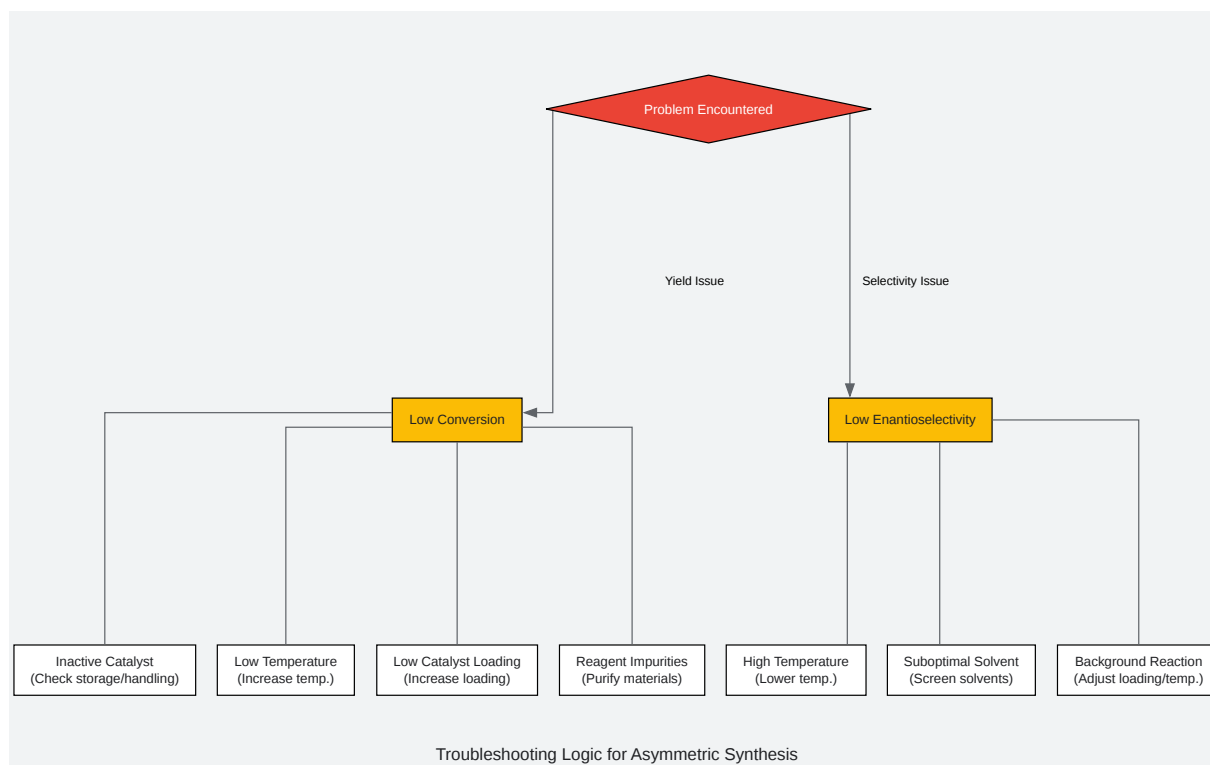 Problem Encountered
Yield Issue
Selectivity Issue
Low Conversion
Low Enantioselectivity
Inactive Catalyst
(Check storage/handling)
Low Temperature
(Increase temp.)
Low Catalyst Loading
(Increase loading)
Reagent Impurities
(Purify materials)
High Temperature
(Lower temp.)
Suboptimal Solvent
(Screen solvents)
Background Reaction
(Adjust loading/temp.)
Troubleshooting Logic for Asymmetric Synthesis